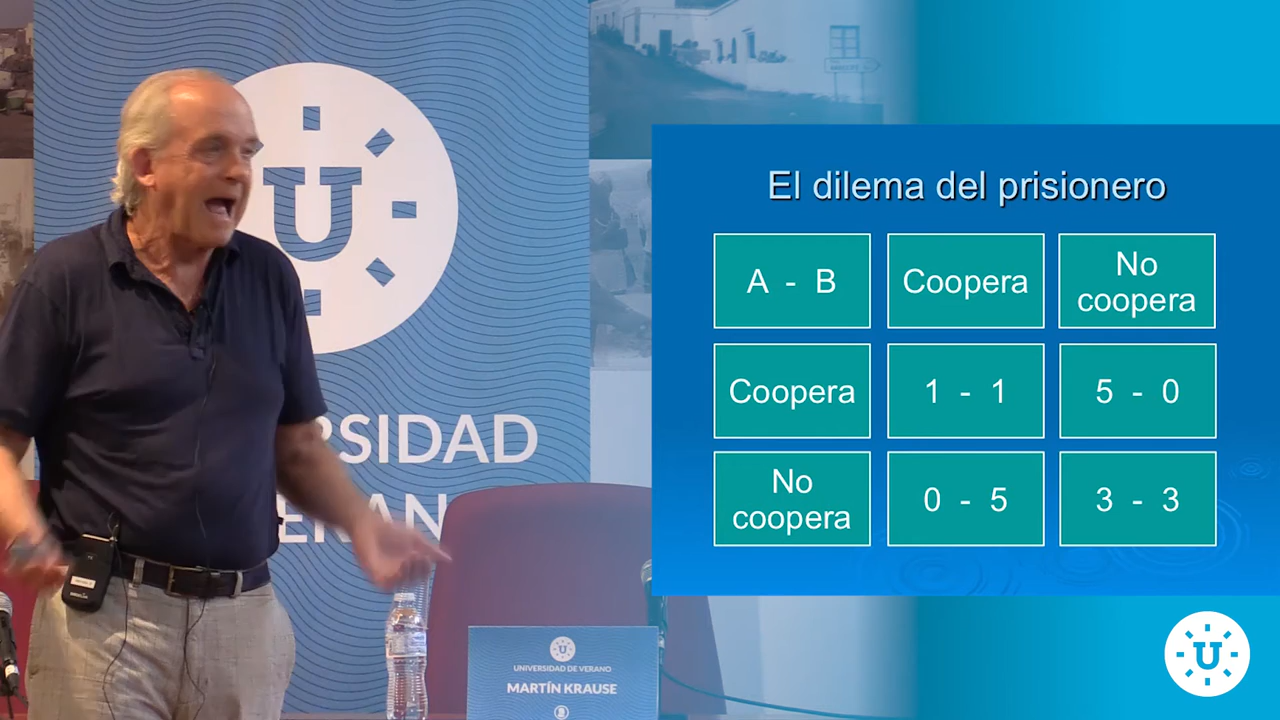 U
RSIDAD
ERAN
UNIVERSIDAD DE VERANO
MARTÍN KRAUSE
El dilema del prisionero
A - B
Coopera
No
coopera
Coopera
1 - 1
5 - 0
No
coopera
0 - 5
3 - 3
U